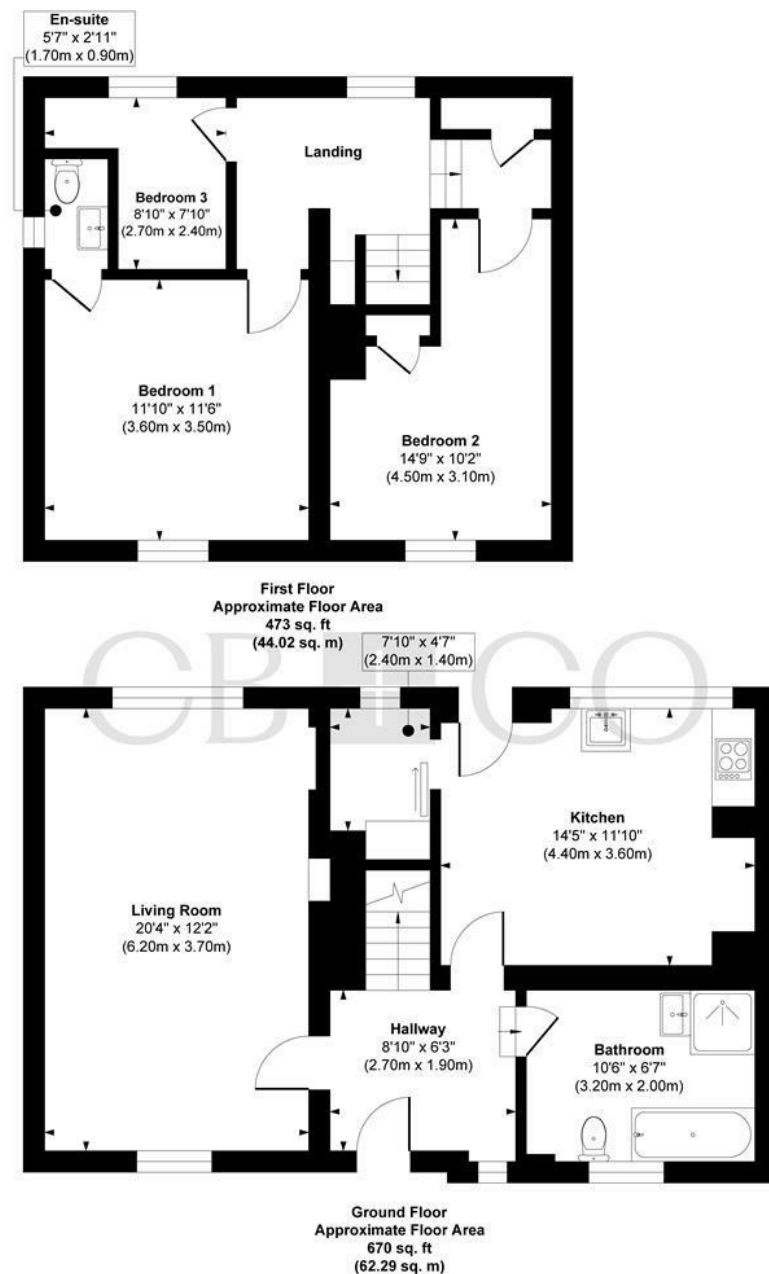 En-suite
5'7" x 2'11"
(1.70m x 0.90m)
Landing
Bedroom 3
8'10" x 7'10"
(2.70m x 2.40m)
Bedroom 1
11'10" x 11'6"
(3.60m x 3.50m)
Bedroom 2
14'9" x 10'2"
(4.50m x 3.10m)
First Floor
Approximate Floor Area
473 sq. ft
(44.02 sq. m)
7'10" x 4'7"
(2.40m x 1.40m)
CB CO
Kitchen
14'5" x 11'10"
(4.40m x 3.60m)
Living Room
20'4" x 12'2"
(6.20m x 3.70m)
Hallway
8'10" x 6'3"
(2.70m x 1.90m)
Bathroom
10'6" x 6'7"
(3.20m x 2.00m)
Ground Floor
Approximate Floor Area
670 sq. ft
(62.29 sq. m)